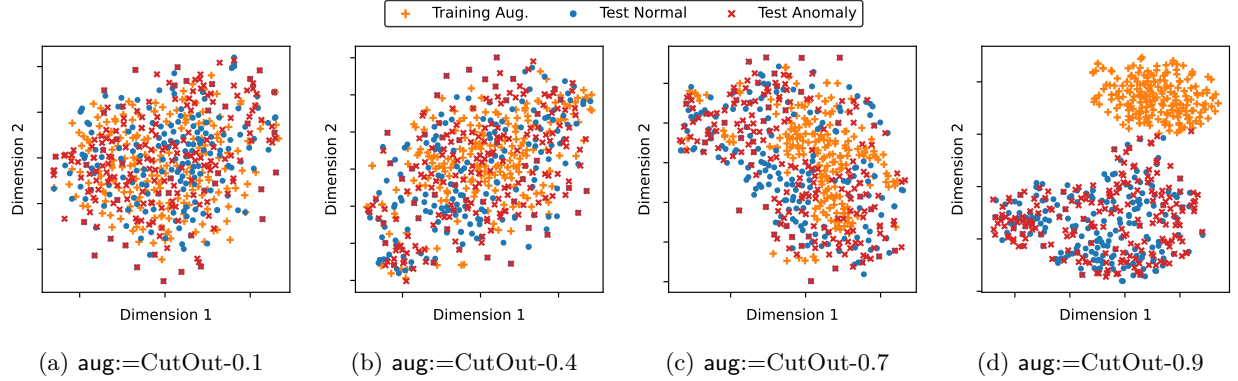 Training Aug. Test Normal Test Anomaly
Dimension 2 Dimension 2 Dimension 2 Dimension 2
Dimension 1 Dimension 1 Dimension 1 Dimension 1
(a) aug:=CutOut-0.1 (b) aug:=CutOut-0.4 (c) aug:=CutOut-0.7 (d) aug:=CutOut-0.9